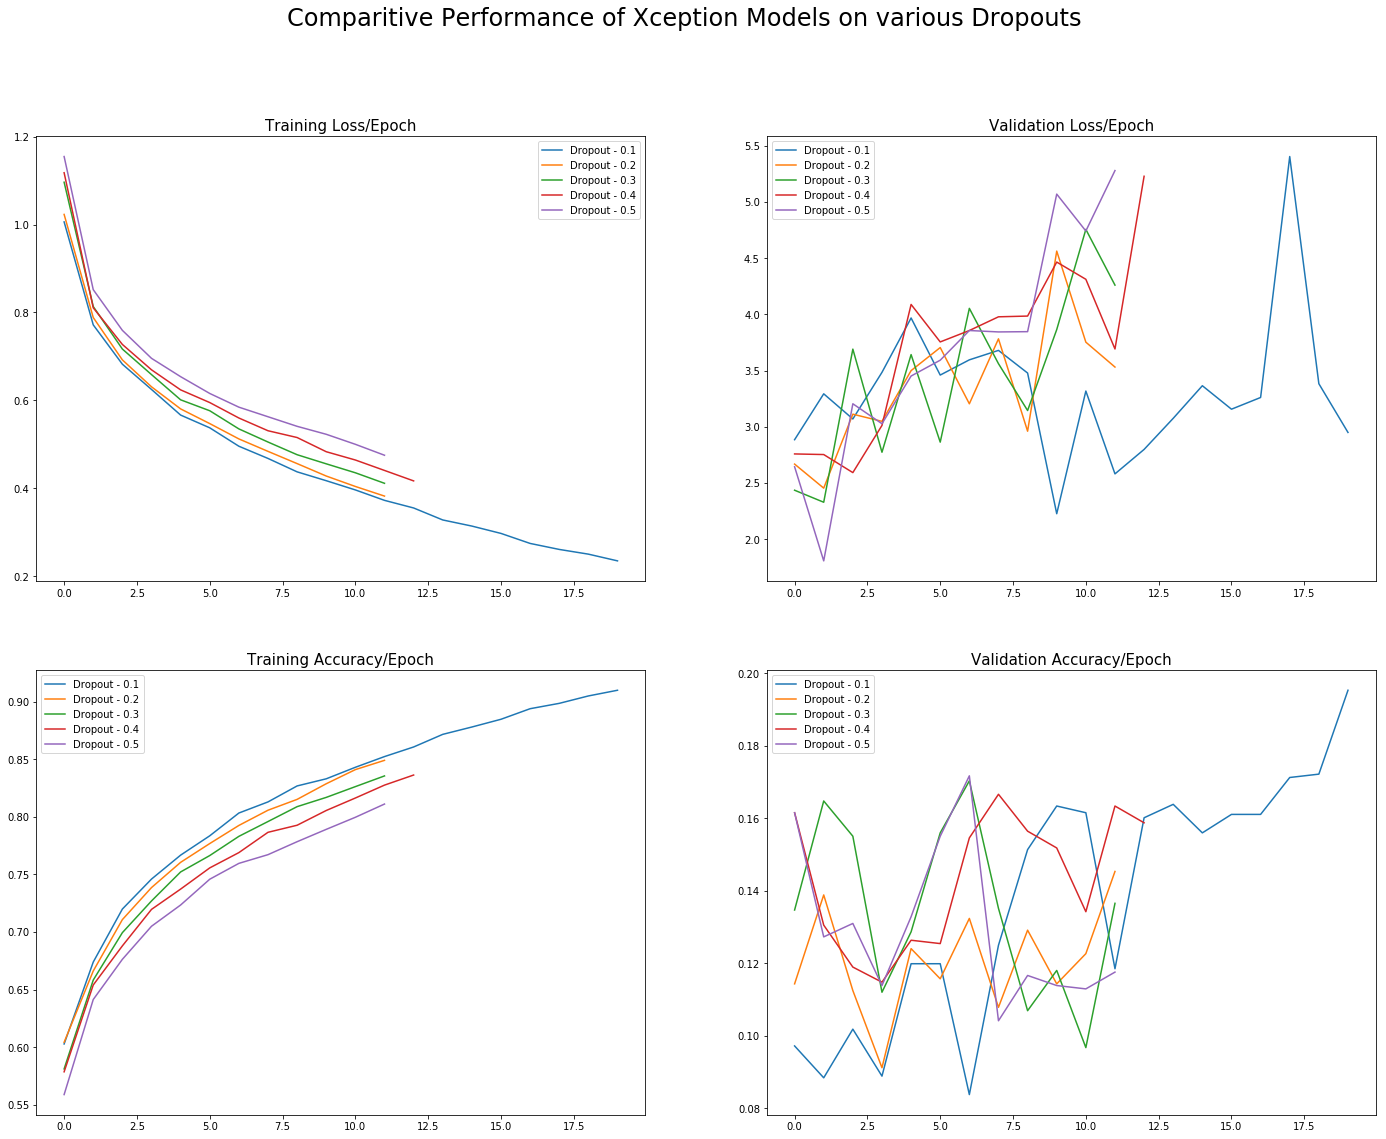 Comparitive Performance of Xception Models on various Dropouts
Training Loss/Epoch
1.2
1.0
0.8
0.6
0.4
0.2
0.0 2.5 5.0 7.5 10.0 12.5 15.0 17.5
Dropout - 0.1
Dropout - 0.2
Dropout - 0.3
Dropout - 0.4
Dropout - 0.5
Validation Loss/Epoch
5.5
5.0
4.5
4.0
3.5
3.0
2.5
2.0
0.0 2.5 5.0 7.5 10.0 12.5 15.0 17.5
Dropout - 0.1
Dropout - 0.2
Dropout - 0.3
Dropout - 0.4
Dropout - 0.5
Training Accuracy/Epoch
0.90
0.85
0.80
0.75
0.70
0.65
0.60
0.55
0.0 2.5 5.0 7.5 10.0 12.5 15.0 17.5
Dropout - 0.1
Dropout - 0.2
Dropout - 0.3
Dropout - 0.4
Dropout - 0.5
Validation Accuracy/Epoch
0.20
0.18
0.16
0.14
0.12
0.10
0.08
0.0 2.5 5.0 7.5 10.0 12.5 15.0 17.5
Dropout - 0.1
Dropout - 0.2
Dropout - 0.3
Dropout - 0.4
Dropout - 0.5